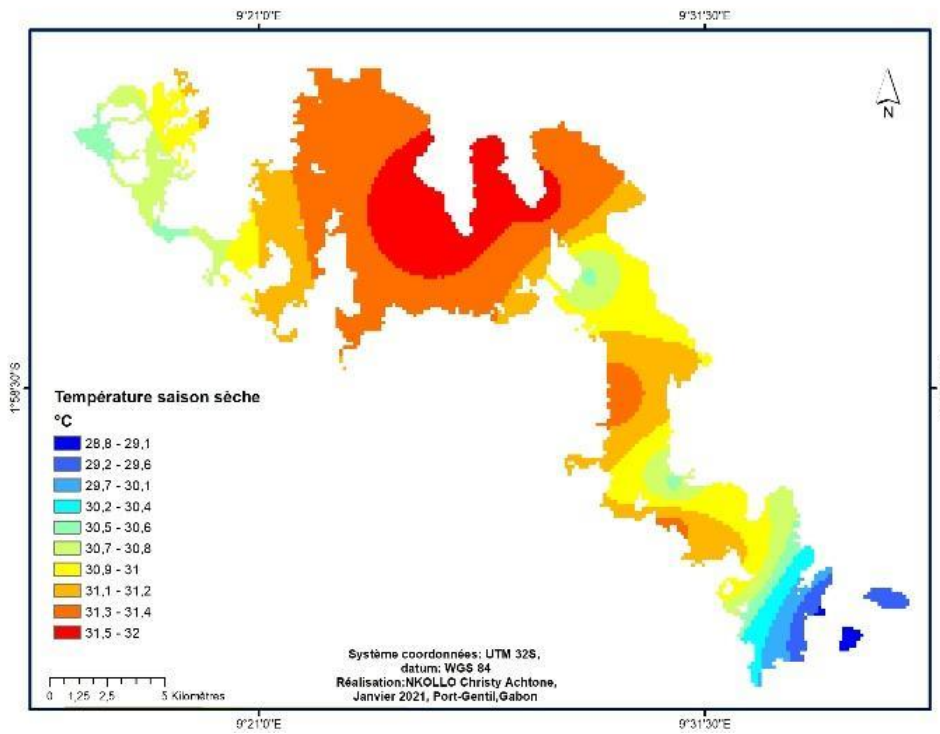 9°21'0"E
9°31'30"E
N
1°58'30"S
Température saison sèche
°C
28,8 - 29,1
29,2 - 29,6
29,7 - 30,1
30,2 - 30,4
30,5 - 30,6
30,7 - 30,8
30,9 - 31
31,1 - 31,2
31,3 - 31,4
31,5 - 32
Système coordonnées: UTM 32S,
datum: WGS 84
Réalisation:NKOLLO Christy Achtone,
Janvier 2021, Port-Gentil,Gabon
0 1,25 2,5 5 Kilomètres
9°21'0"E
9°31'30"E